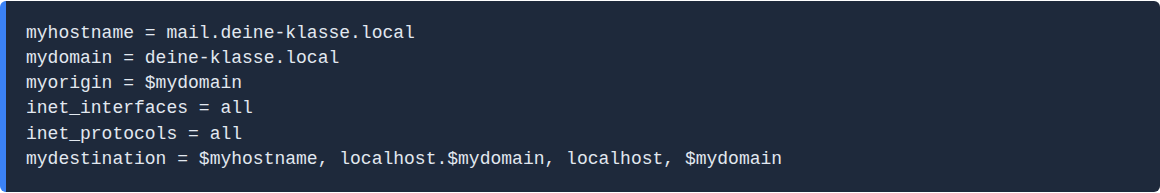 myhostname = mail.deine-klasse.local
mydomain = deine-klasse.local
myorigin = $mydomain
inet_interfaces = all
inet_protocols = all
mydestination = $myhostname, localhost.$mydomain, localhost, $mydomain